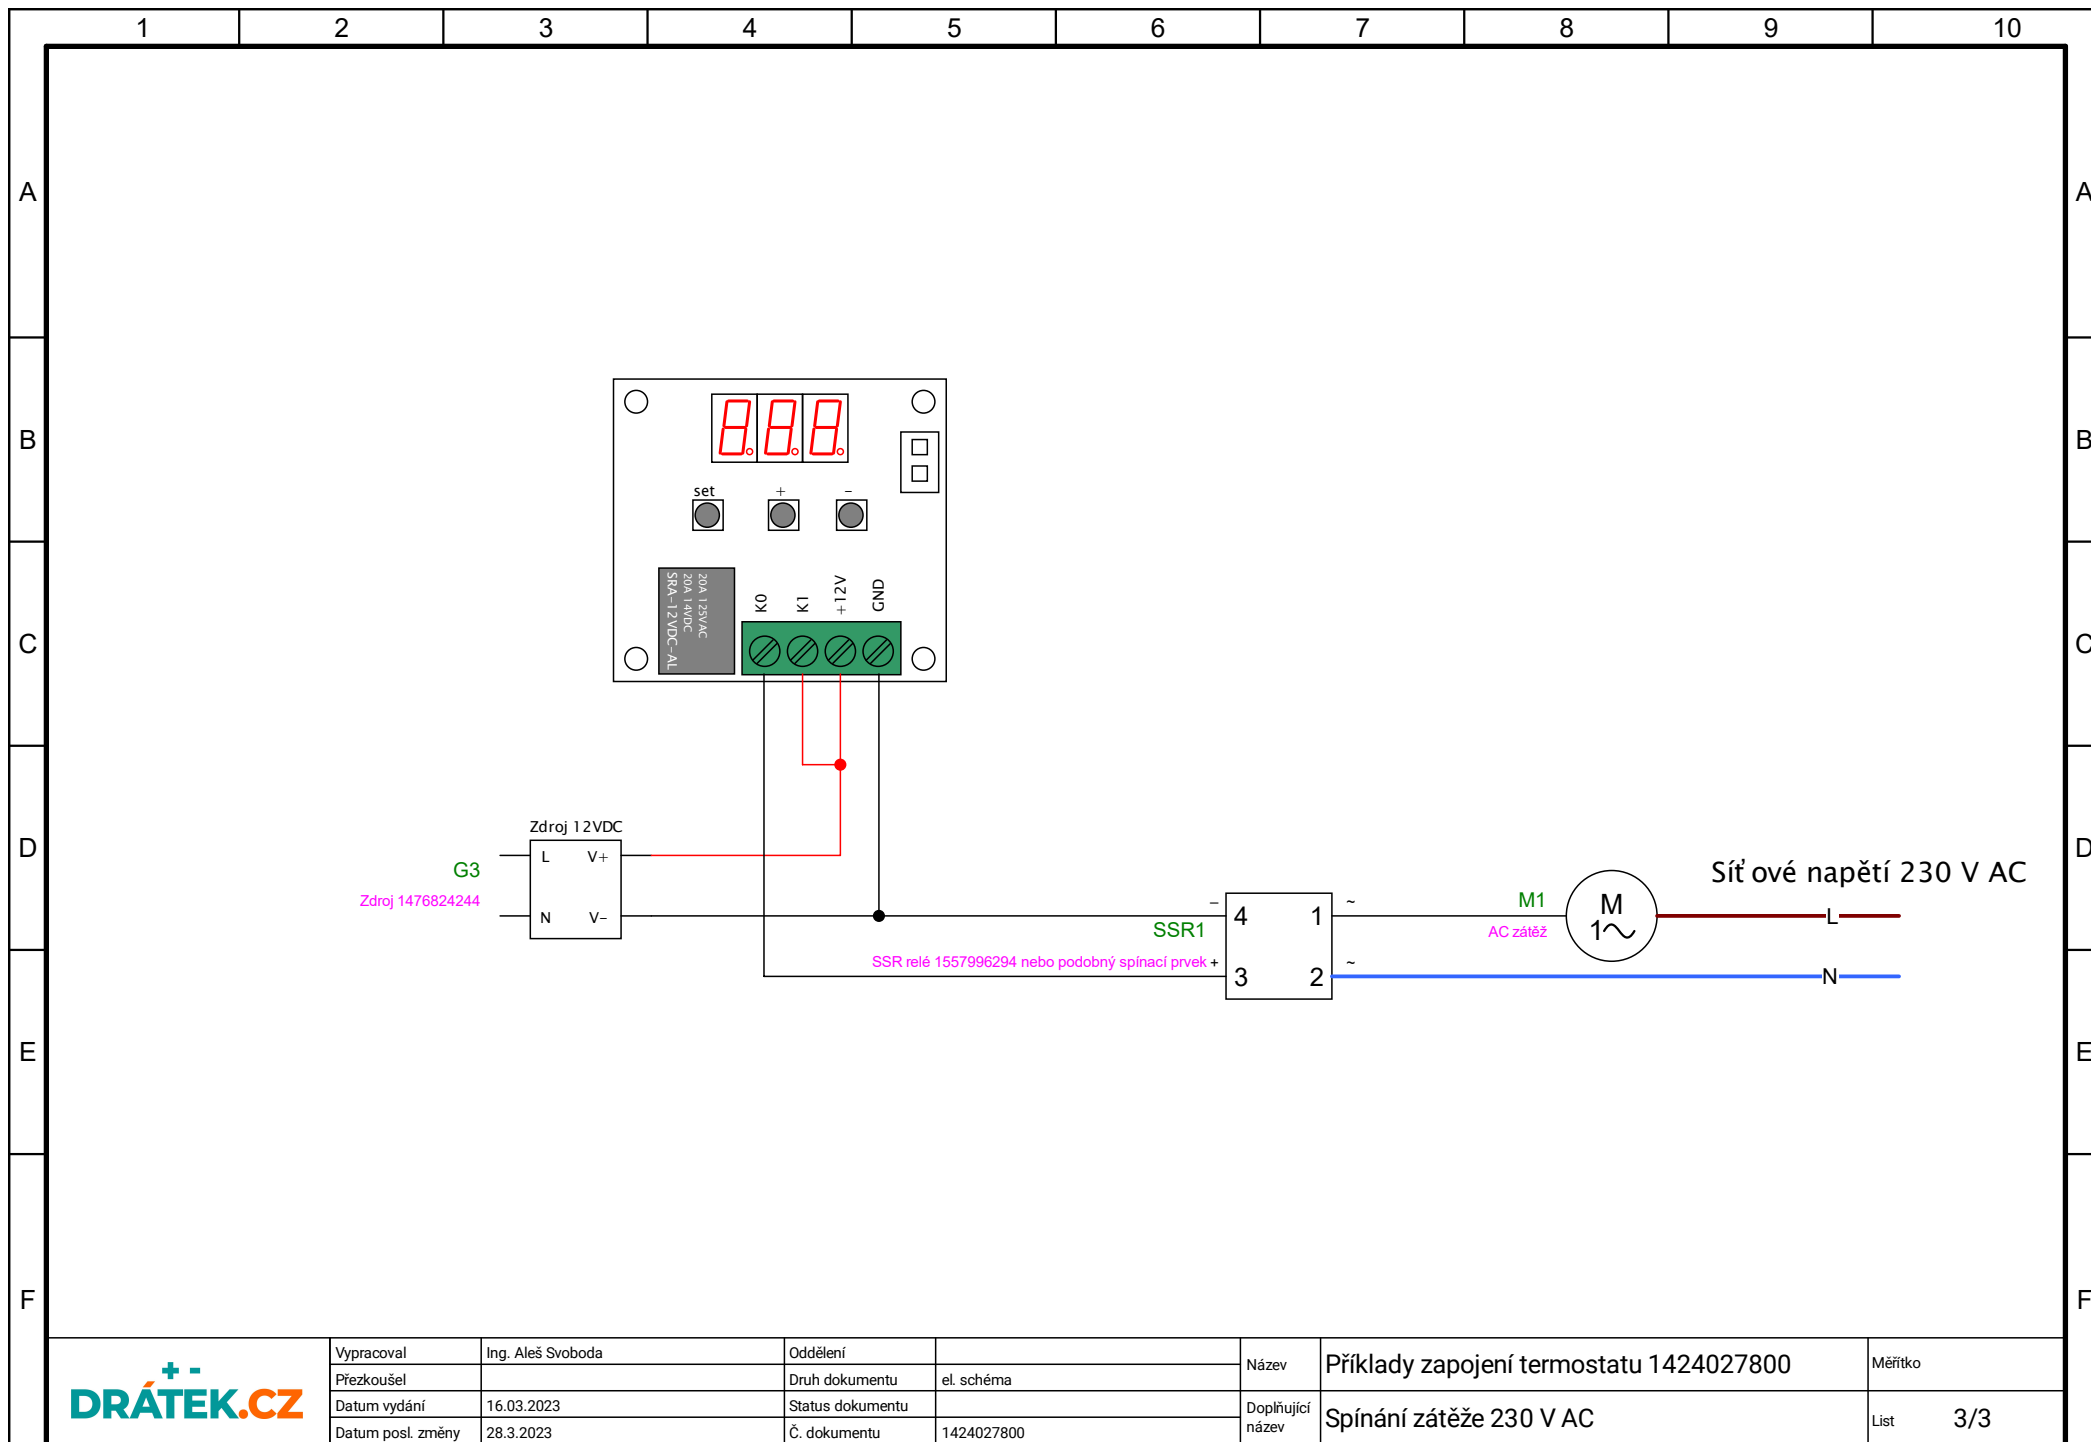 1 2 3 4 5 6 7 8 9 10
A A
B B
set + -
20A 125VAC
20A 14VDC
SRA-12VDC-AL
K0 K1 +12V GND
C C
Zdroj 12VDC
L V+
N V-
G3
Zdroj 1476824244
D D
SSR1
SSR relé 1557996294 nebo podobný spínací prvek
– 4 1 ~
+ 3 2 ~
M1
AC zátěž
M
1~
Síťové napětí 230 V AC
L
N
E E
F F
+ -
DRÁTEK.CZ
Vypracoval Ing. Aleš Svoboda Oddělení
Přezkoušel Druh dokumentu el. schéma
Datum vydání 16.03.2023 Status dokumentu
Datum posl. změny 28.3.2023 Č. dokumentu 1424027800
Název Příklady zapojení termostatu 1424027800 Měřítko
Doplňující
název
Spínání zátěže 230 V AC List 3/3